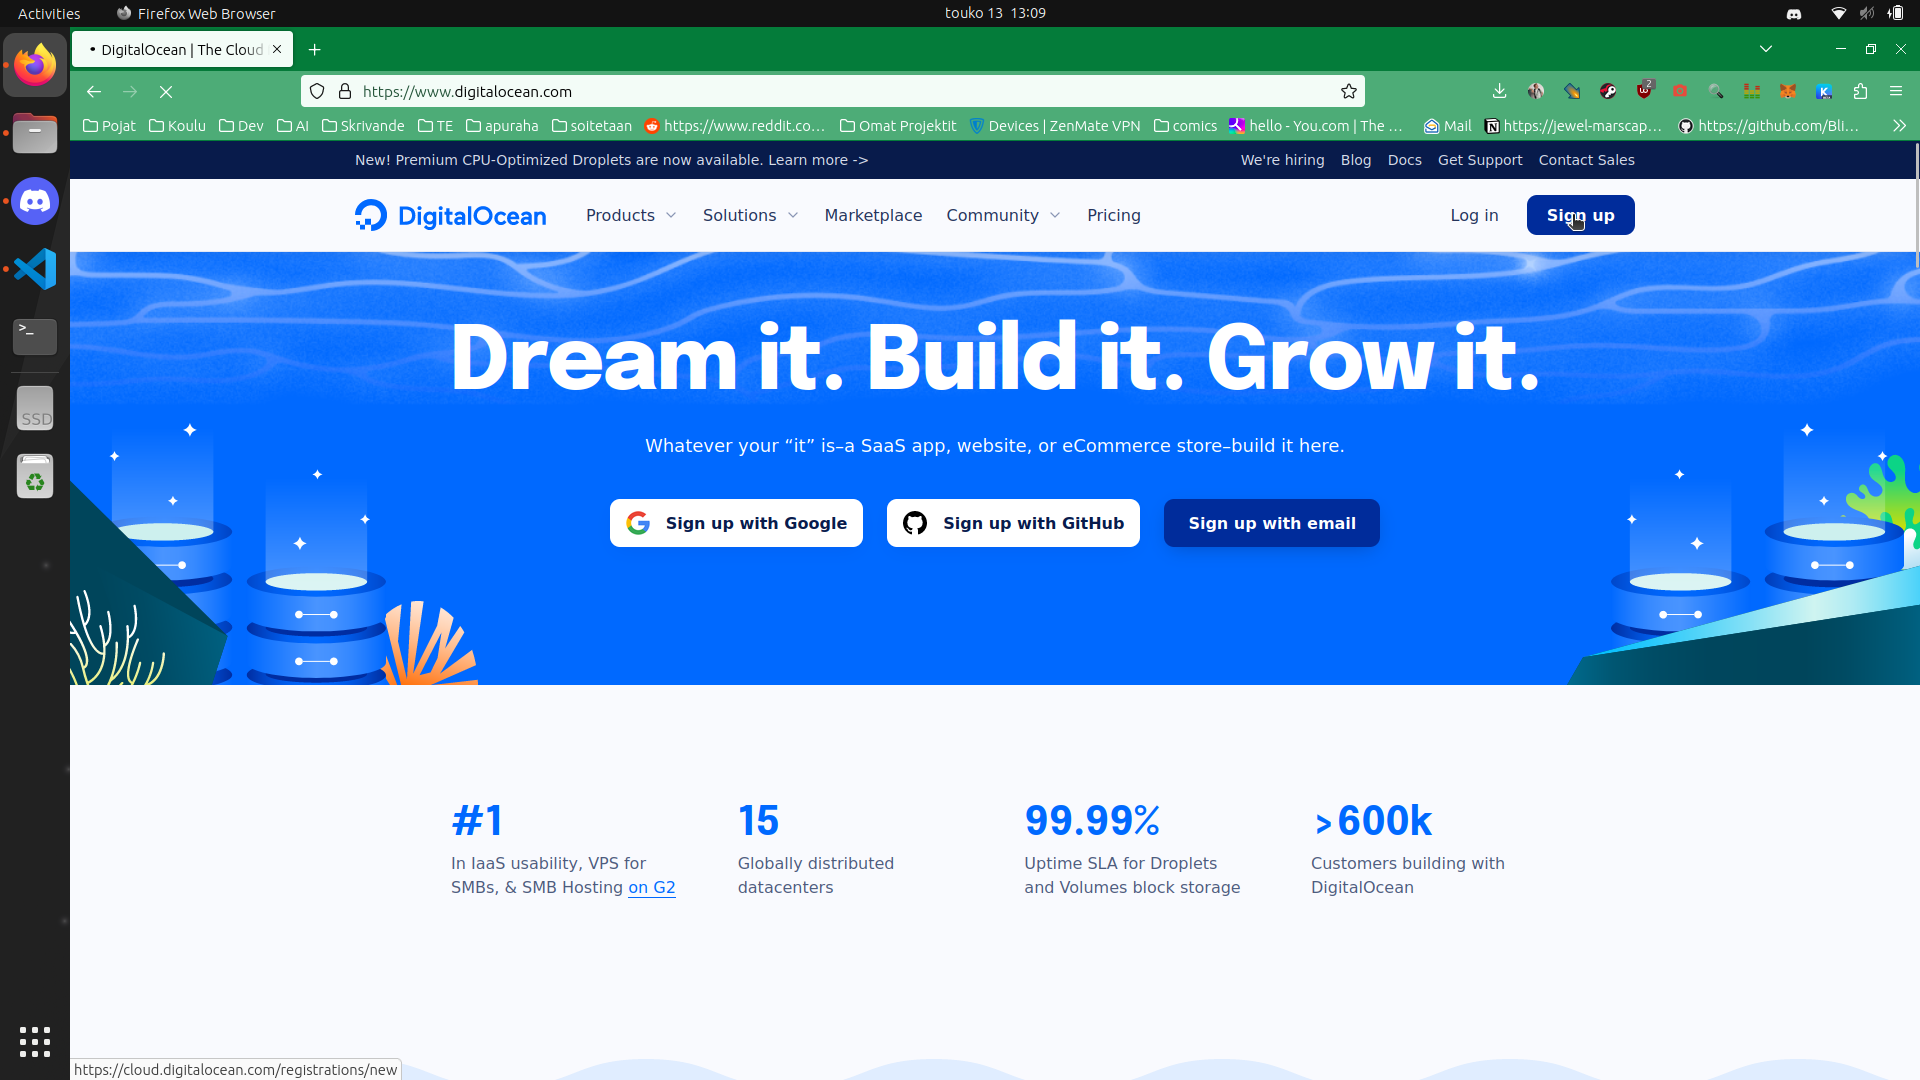 Activities
Firefox Web Browser
touko 13 13:09
DigitalOcean | The Cloud
https://www.digitalocean.com
2
Pojat
Koulu
Dev
AI
Skrivande
TE
apuraha
soitetaan
https://www.reddit.co…
Omat Projektit
Devices | ZenMate VPN
comics
hello - You.com | The …
Mail
https://jewel-marscap…
https://github.com/Bli…
New! Premium CPU-Optimized Droplets are now available. Learn more ->
We're hiring
Blog
Docs
Get Support
Contact Sales
DigitalOcean
Products
Solutions
Marketplace
Community
Pricing
Log in
Sign up
Dream it. Build it. Grow it.
Whatever your “it” is–a SaaS app, website, or eCommerce store–build it here.
Sign up with Google
Sign up with GitHub
Sign up with email
SSD
#1
In IaaS usability, VPS for
SMBs, & SMB Hosting on G2
15
Globally distributed
datacenters
99.99%
Uptime SLA for Droplets
and Volumes block storage
>600k
Customers building with
DigitalOcean
https://cloud.digitalocean.com/registrations/new